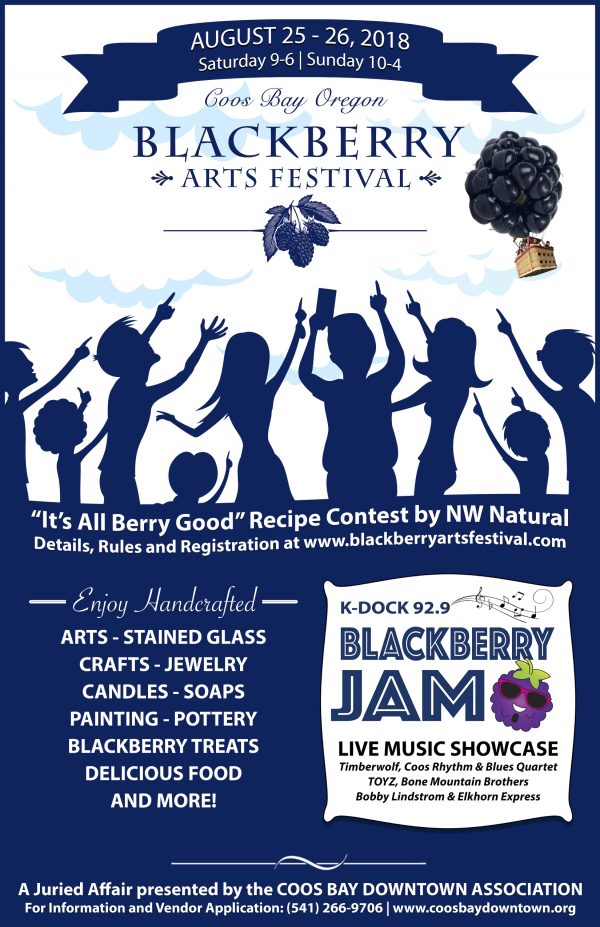 AUGUST 25 - 26, 2018
Saturday 9-6 | Sunday 10-4
Coos Bay Oregon
BLACKBERRY
ARTS FESTIVAL
"It's All Berry Good" Recipe Contest by NW Natural
Details, Rules and Registration at www.blackberryartsfestival.com
Enjoy Handcrafted
ARTS - STAINED GLASS
CRAFTS - JEWELRY
CANDLES - SOAPS
PAINTING - POTTERY
BLACKBERRY TREATS
DELICIOUS FOOD
AND MORE!
K-DOCK 92.9
BLACKBERRY
JAM
LIVE MUSIC SHOWCASE
Timberwolf, Coos Rhythm & Blues Quartet
TOYZ, Bone Mountain Brothers
Bobby Lindstrom & Elkhorn Express
A Juried Affair presented by the COOS BAY DOWNTOWN ASSOCIATION
For Information and Vendor Application: (541) 266-9706 | www.coosbaydowntown.org